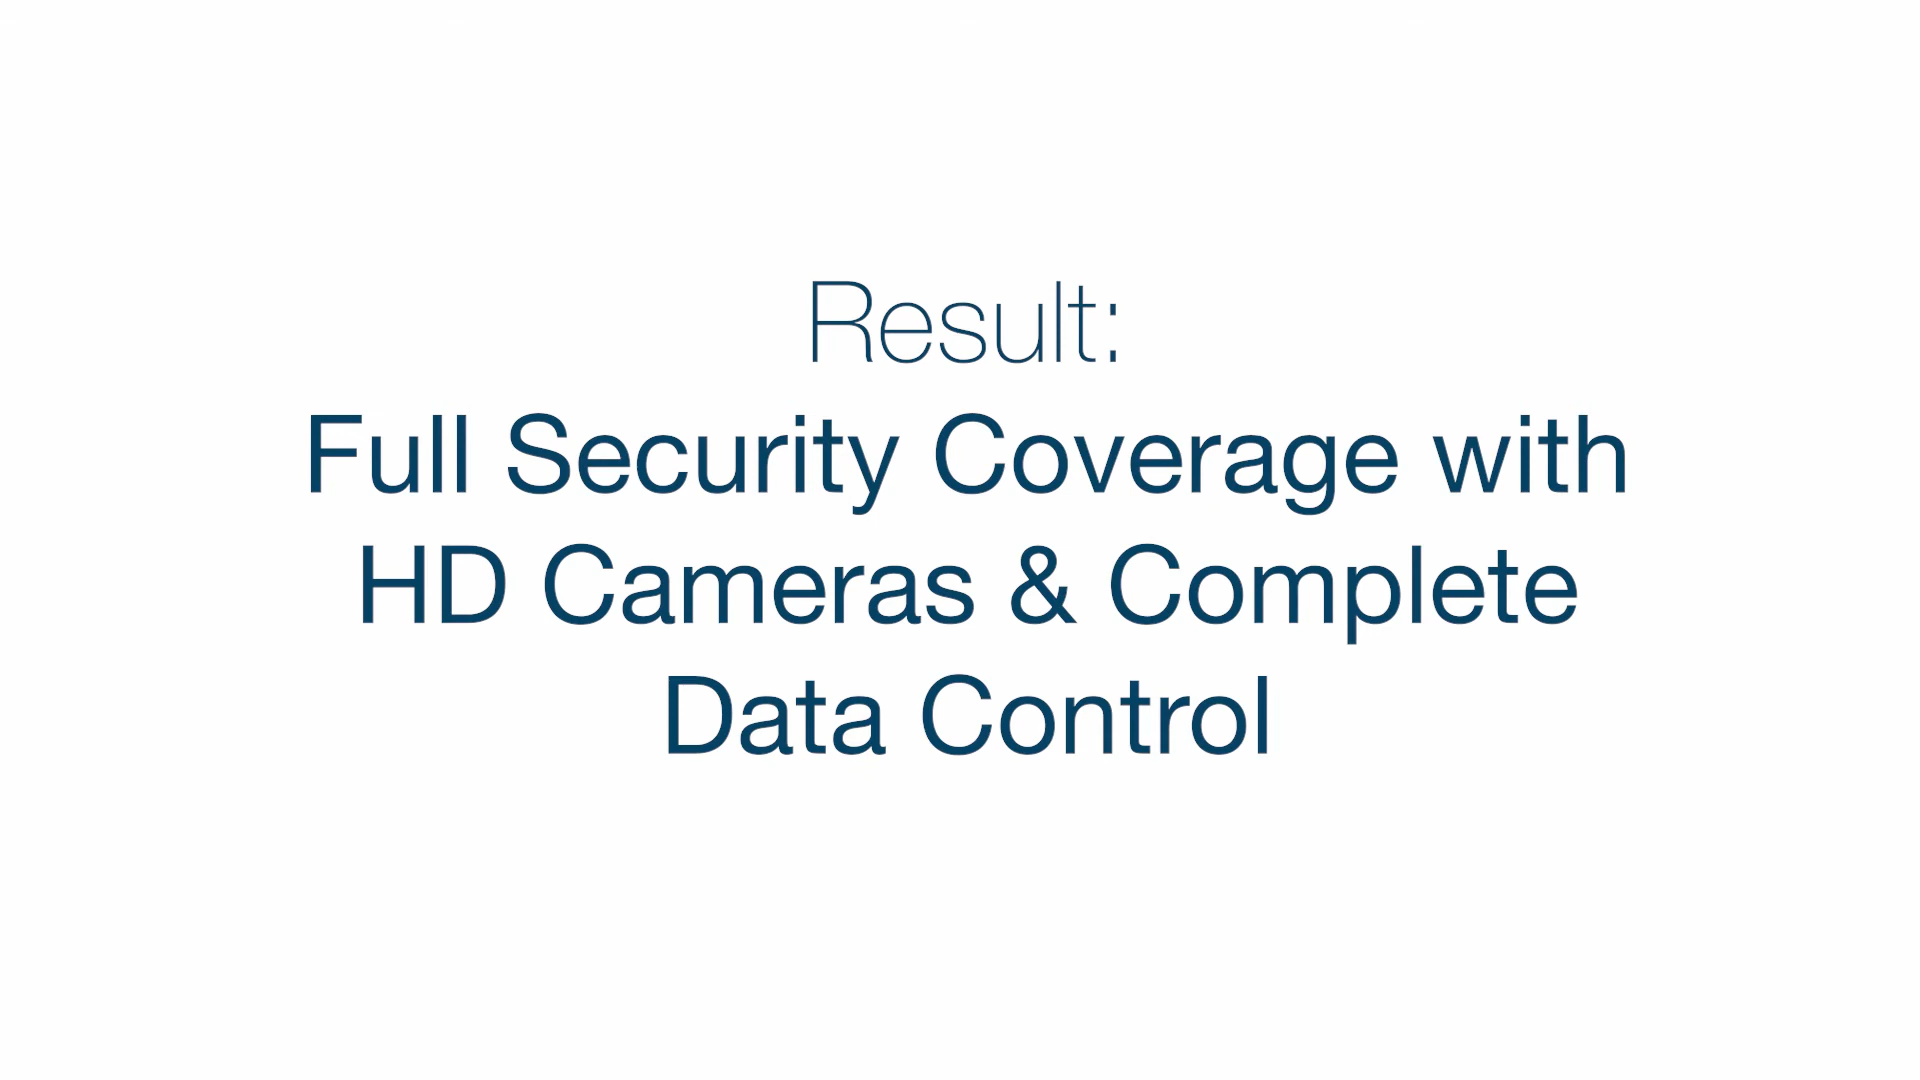 Result:
Full Security Coverage with
HD Cameras & Complete
Data Control